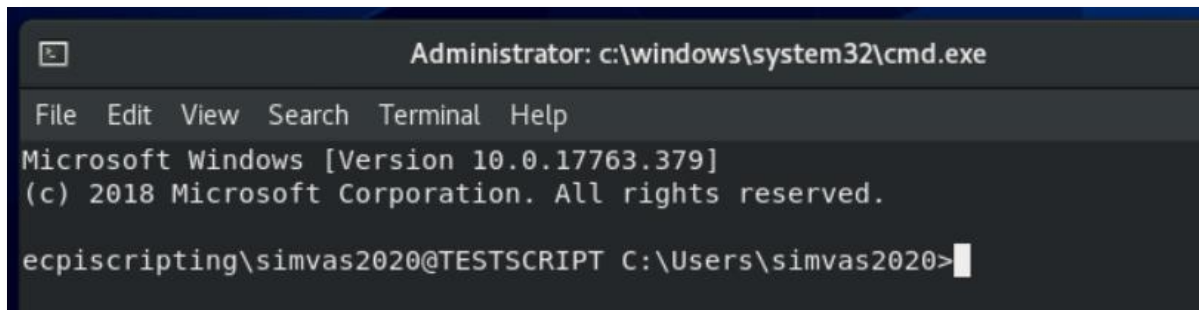 Administrator: c:\windows\system32\cmd.exe
File Edit View Search Terminal Help
Microsoft Windows [Version 10.0.17763.379]
(c) 2018 Microsoft Corporation. All rights reserved.
ecpiscripting\simvas2020@TESTSCRIPT C:\Users\simvas2020>